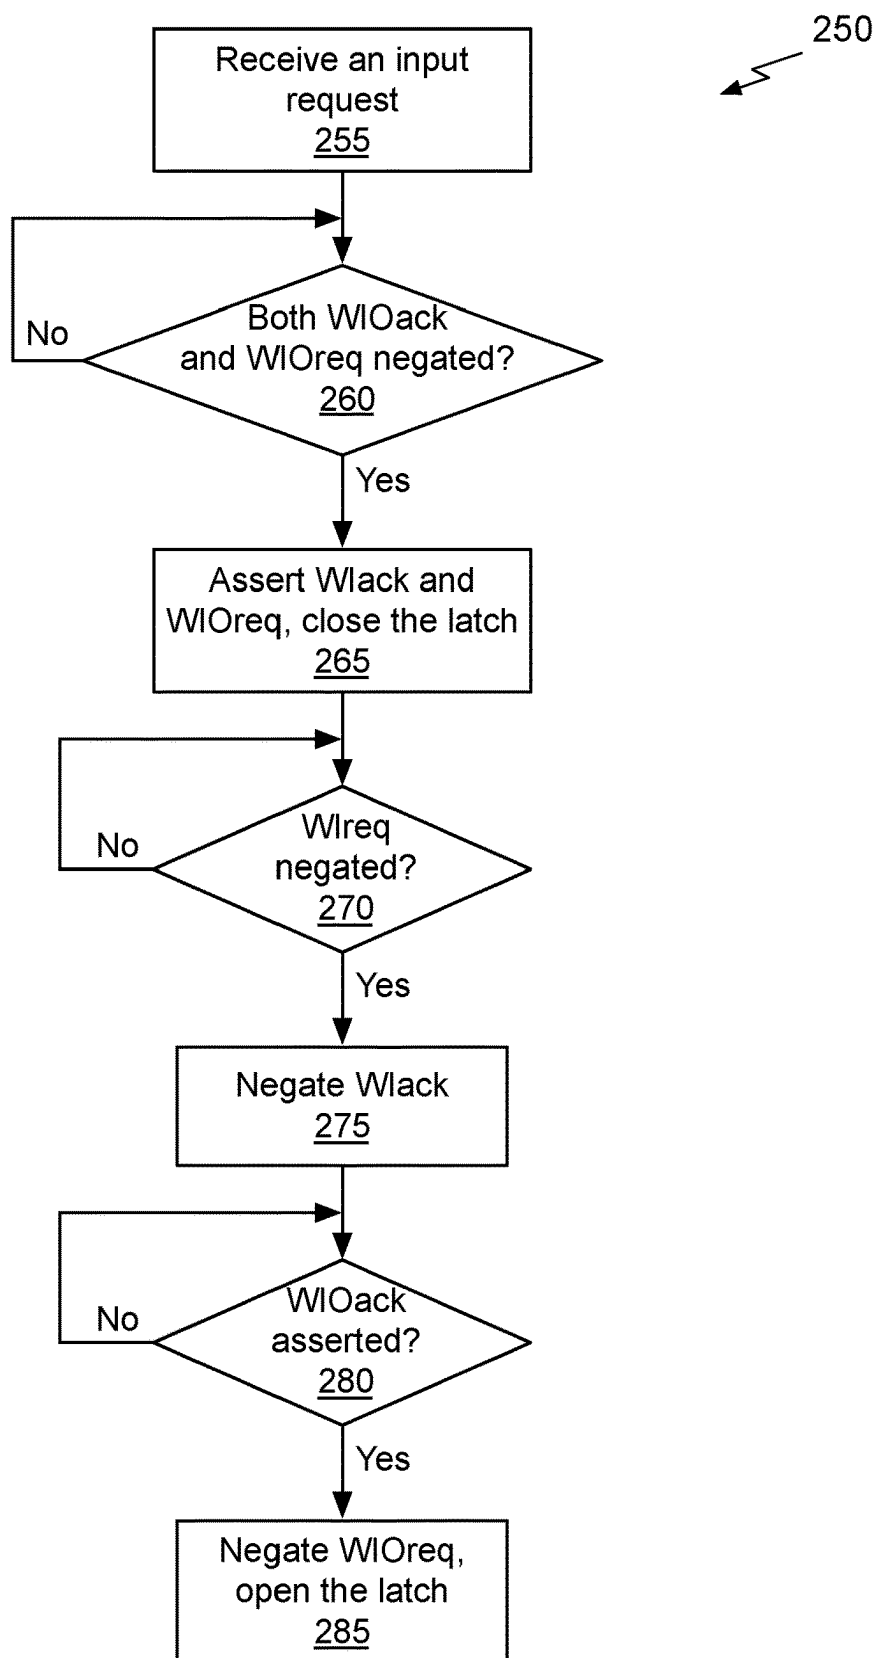 250
Receive an input
request
255
Both WIOack
and WIOreq negated?
260
No
Yes
Assert WIack and
WIOreq, close the latch
265
WIreq
negated?
270
No
Yes
Negate WIack
275
WIOack
asserted?
280
No
Yes
Negate WIOreq,
open the latch
285